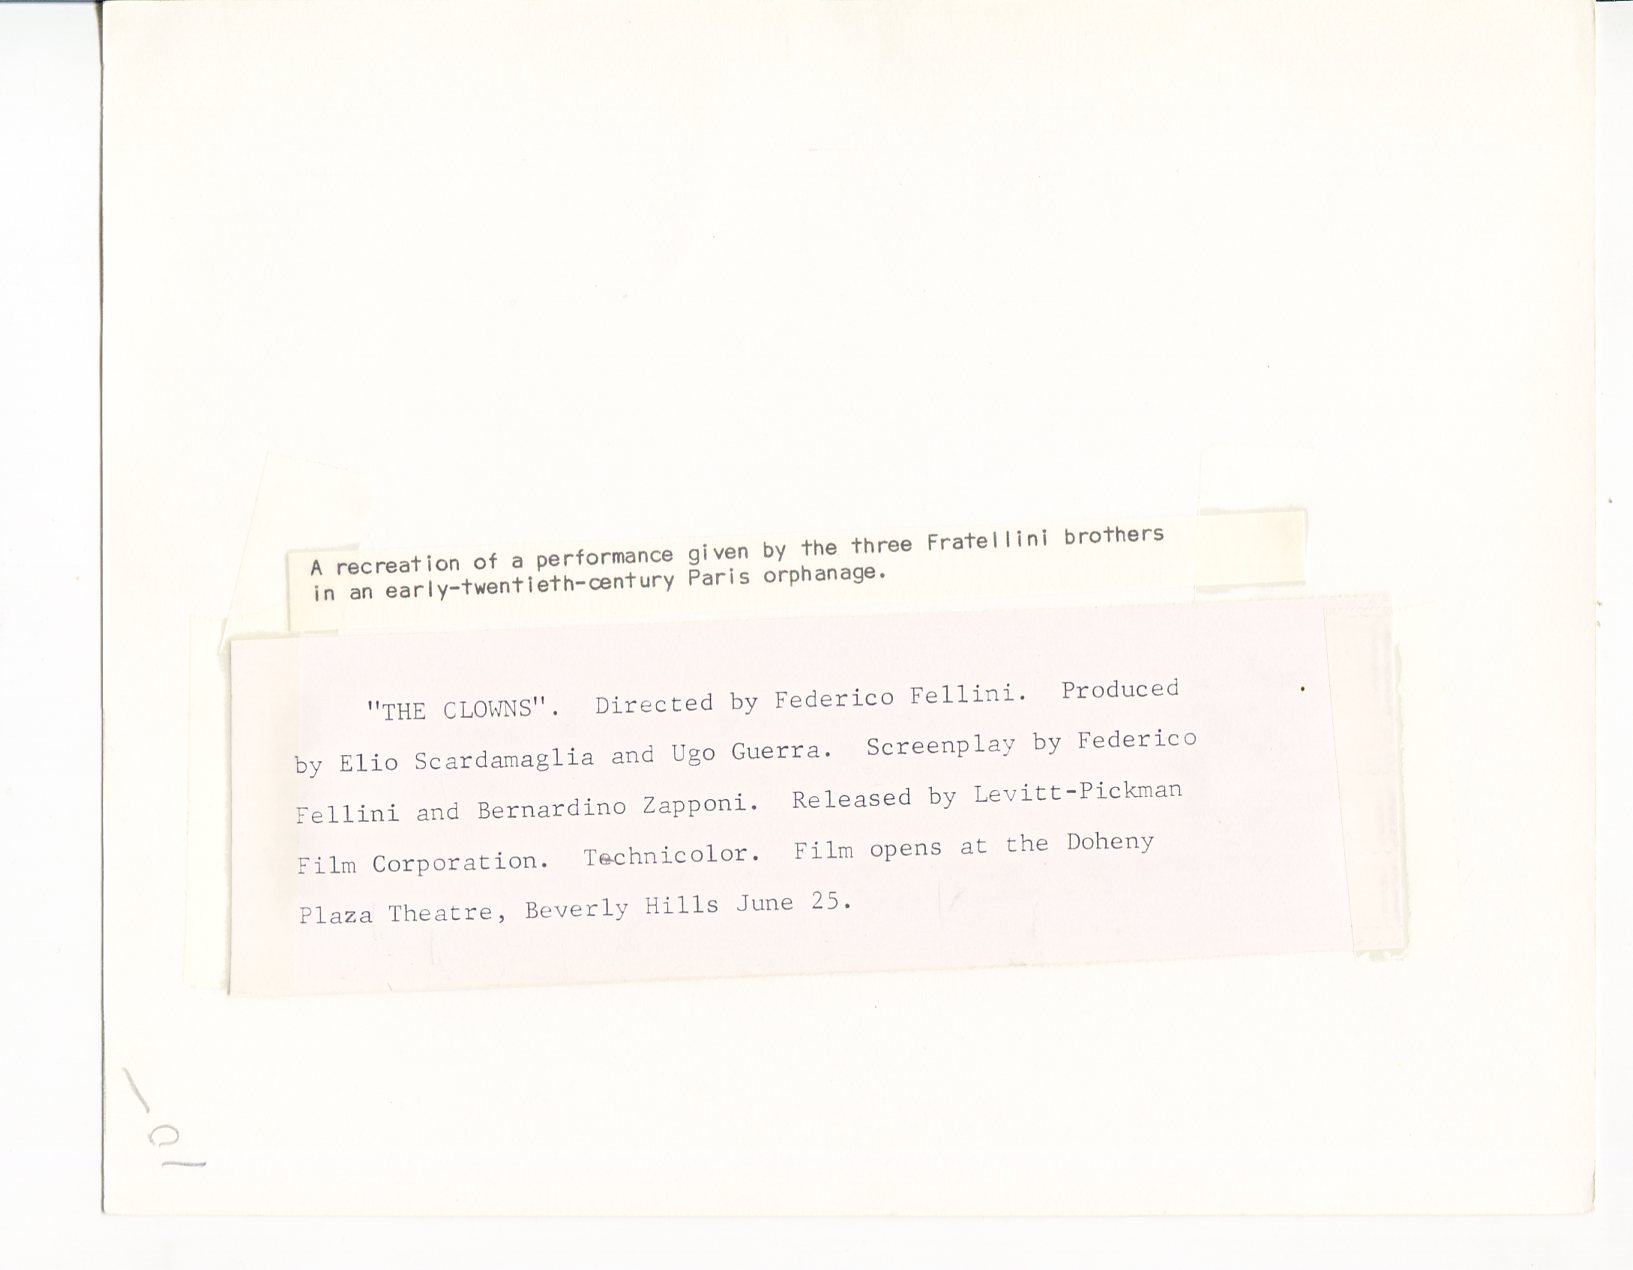 A recreation of a performance given by the three Fratellini brothers
in an early-twentieth-century Paris orphanage.
"THE CLOWNS". Directed by Federico Fellini. Produced
by Elio Scardamaglia and Ugo Guerra. Screenplay by Federico
Fellini and Bernardino Zapponi. Released by Levitt-Pickman
Film Corporation. Technicolor. Film opens at the Doheny
Plaza Theatre, Beverly Hills June 25.